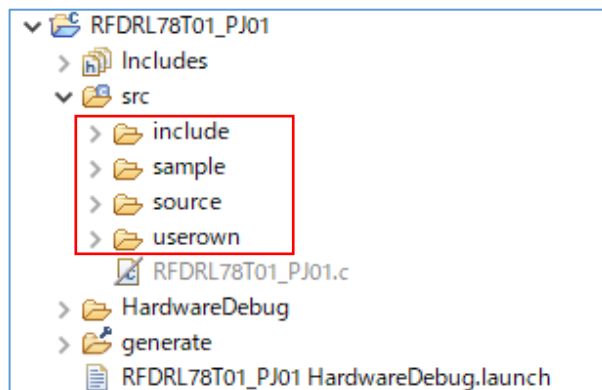 RFDRL78T01_PJ01
Includes
src
include
sample
source
userown
RFDRL78T01_PJ01.c
HardwareDebug
generate
RFDRL78T01_PJ01 HardwareDebug.launch